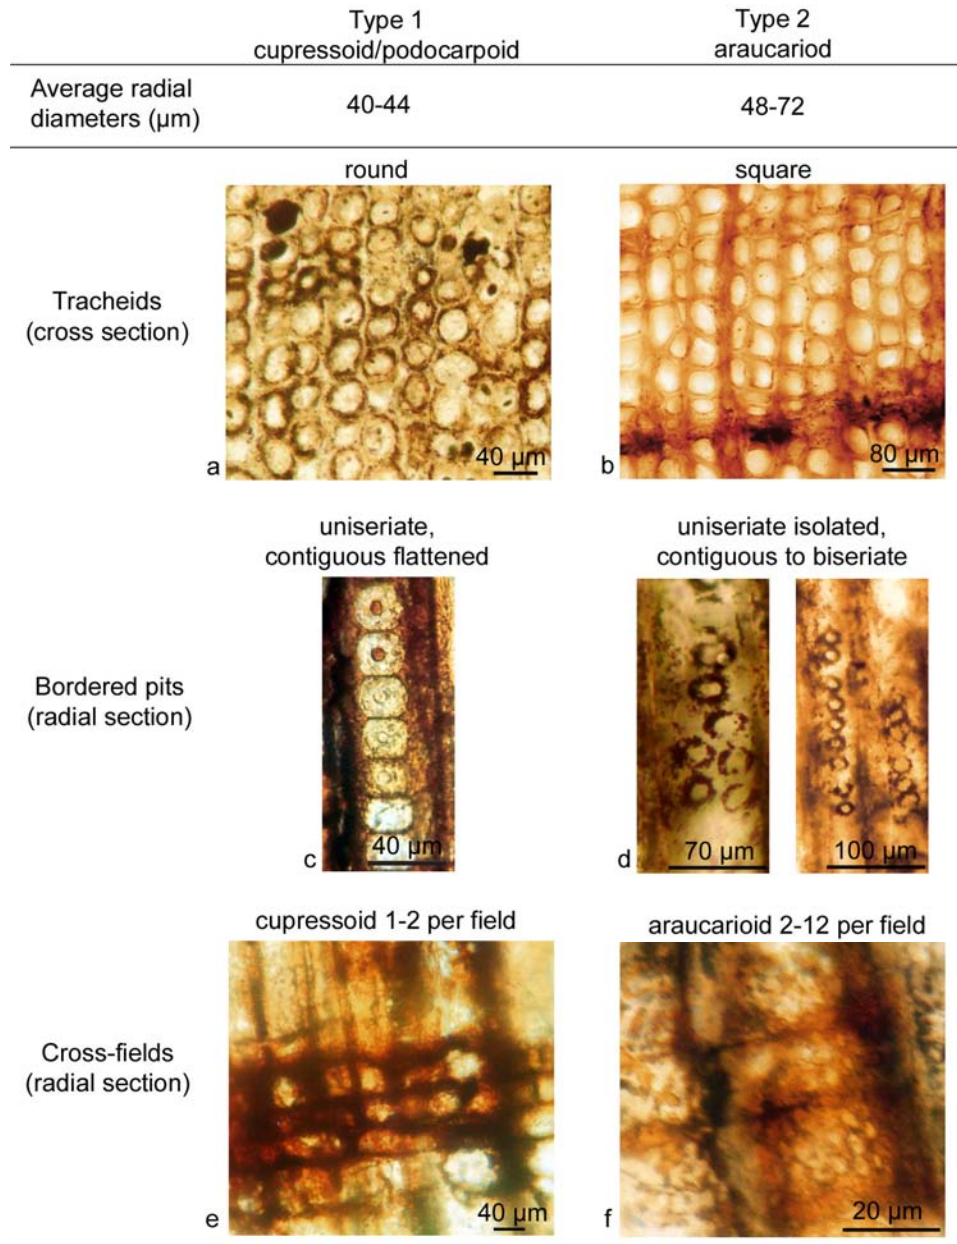 Type 1
cupressoid/podocarpoid
Type 2
araucariod
Average radial
diameters (µm)
40-44
48-72
round
square
Tracheids
(cross section)
a
40 µm
b
80 µm
uniseriate,
contiguous flattened
uniseriate isolated,
contiguous to biseriate
Bordered pits
(radial section)
c
40 µm
d
70 µm
100 µm
cupressoid 1-2 per field
araucarioid 2-12 per field
Cross-fields
(radial section)
e
40 µm
f
20 µm